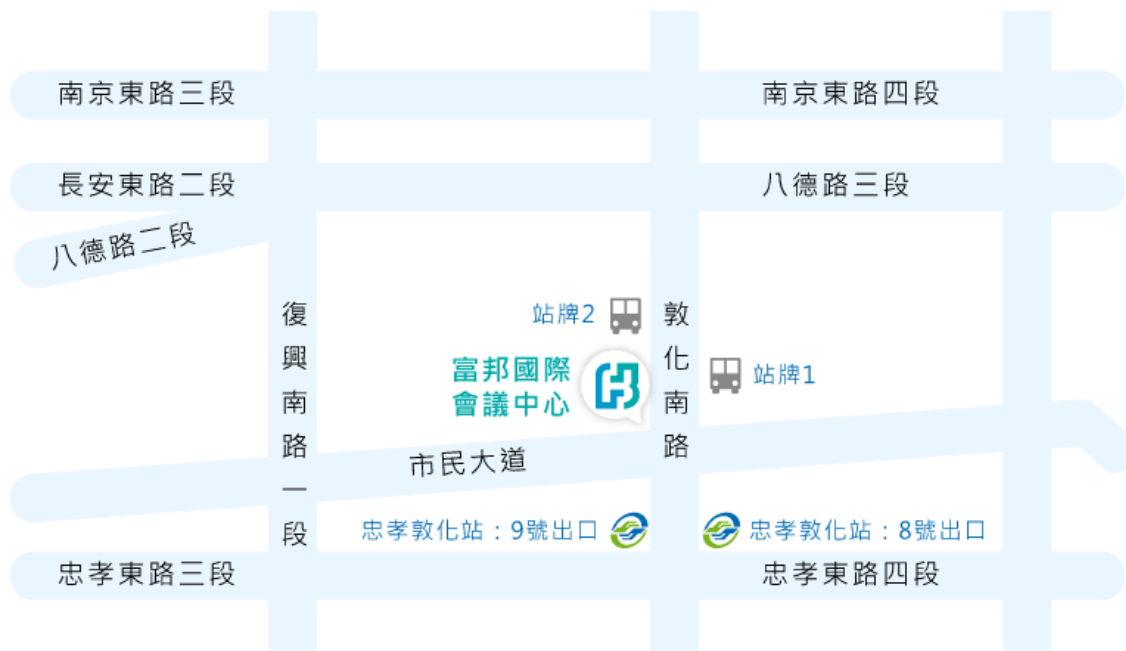 南京東路三段
南京東路四段
長安東路二段
八德路三段
八德路二段
站牌2
復興南路一段
敦化南路
富邦國際
會議中心
站牌1
市民大道
忠孝敦化站：9號出口
忠孝敦化站：8號出口
忠孝東路三段
忠孝東路四段